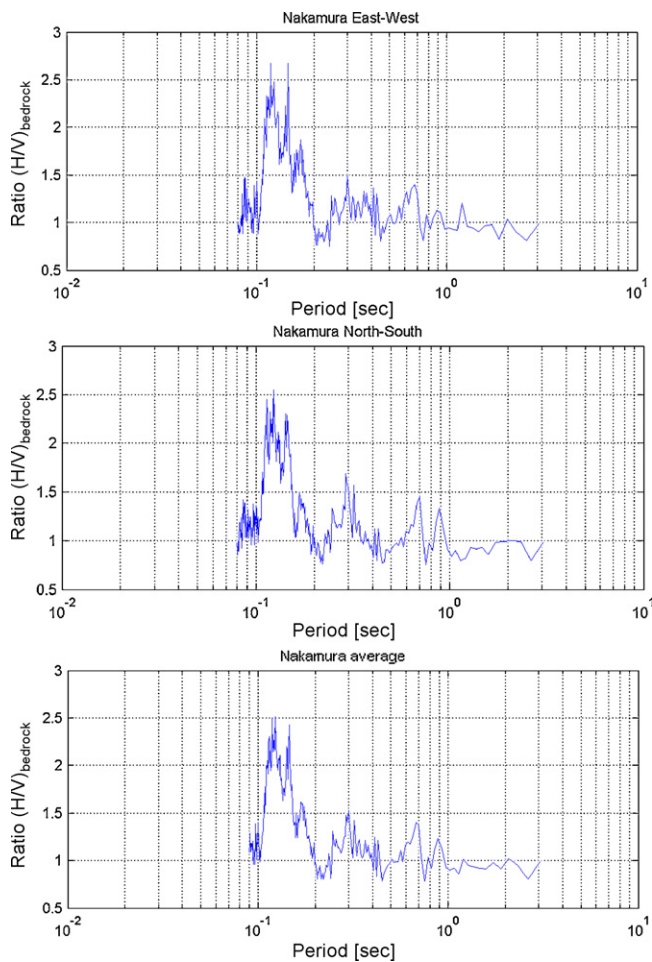 Nakamura East-West
3
2.5
2
1.5
1
0.5
Ratio (H/V)bedrock
10-2 10-1 100 101
Period [sec]
Nakamura North-South
3
2.5
2
1.5
1
0.5
Ratio (H/V)bedrock
10-2 10-1 100 101
Period [sec]
Nakamura average
3
2.5
2
1.5
1
0.5
Ratio (H/V)bedrock
10-2 10-1 100 101
Period [sec]